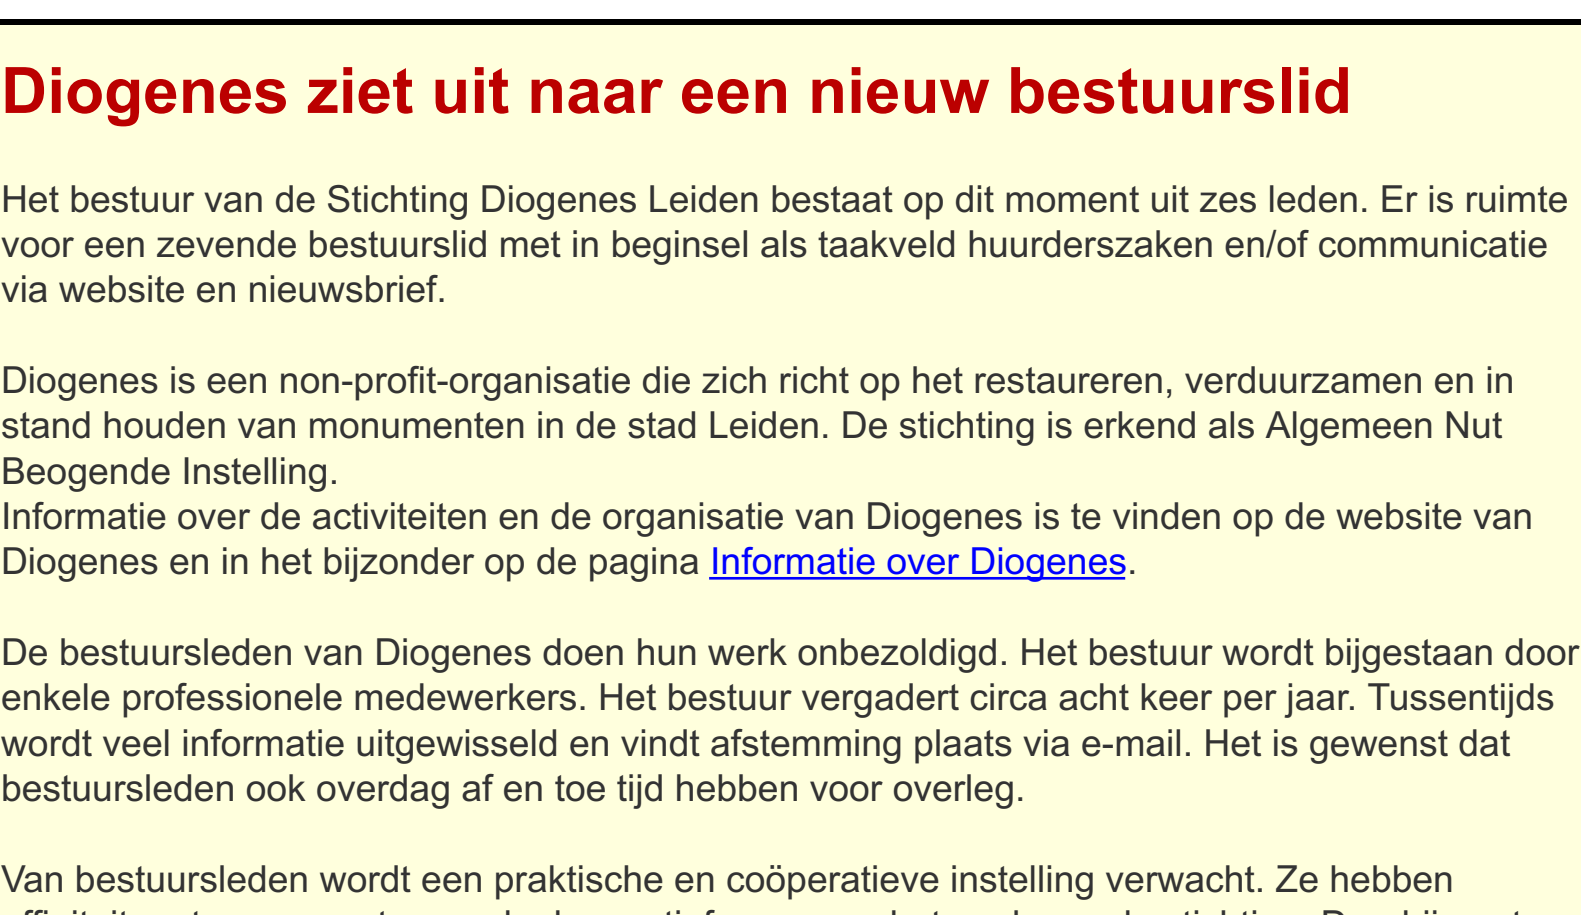 Diogenes ziet uit naar een nieuw bestuurslid
Het bestuur van de Stichting Diogenes Leiden bestaat op dit moment uit zes leden. Er is ruimte
voor een zevende bestuurslid met in beginsel als taakveld huurderszaken en/of communicatie
via website en nieuwsbrief.
Diogenes is een non-profit-organisatie die zich richt op het restaureren, verduurzamen en in
stand houden van monumenten in de stad Leiden. De stichting is erkend als Algemeen Nut
Beogende Instelling.
Informatie over de activiteiten en de organisatie van Diogenes is te vinden op de website van
Diogenes en in het bijzonder op de pagina Informatie over Diogenes.
De bestuursleden van Diogenes doen hun werk onbezoldigd. Het bestuur wordt bijgestaan door
enkele professionele medewerkers. Het bestuur vergadert circa acht keer per jaar. Tussentijds
wordt veel informatie uitgewisseld en vindt afstemming plaats via e-mail. Het is gewenst dat
bestuursleden ook overdag af en toe tijd hebben voor overleg.
Van bestuursleden wordt een praktische en coöperatieve instelling verwacht. Ze hebben